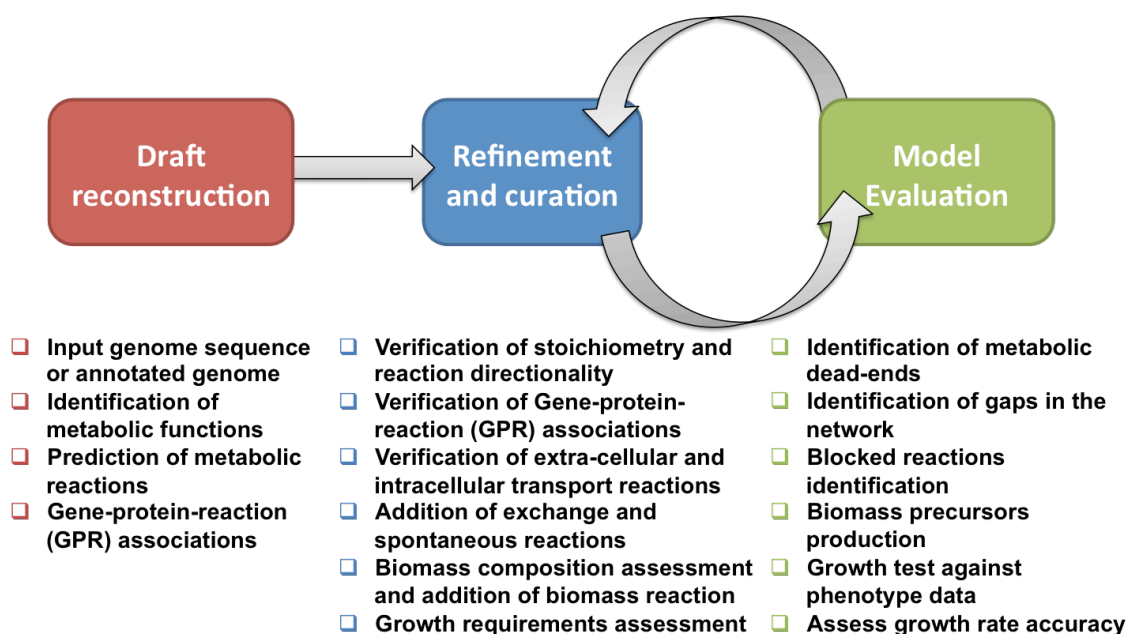 Draft
reconstruction
Refinement
and curation
Model
Evaluation
Input genome sequence
or annotated genome
Identification of
metabolic functions
Prediction of metabolic
reactions
Gene-protein-reaction
(GPR) associations
Verification of stoichiometry and
reaction directionality
Verification of Gene-protein-
reaction (GPR) associations
Verification of extra-cellular and
intracellular transport reactions
Addition of exchange and
spontaneous reactions
Biomass composition assessment
and addition of biomass reaction
Growth requirements assessment
Identification of metabolic
dead-ends
Identification of gaps in the
network
Blocked reactions
identification
Biomass precursors
production
Growth test against
phenotype data
Assess growth rate accuracy